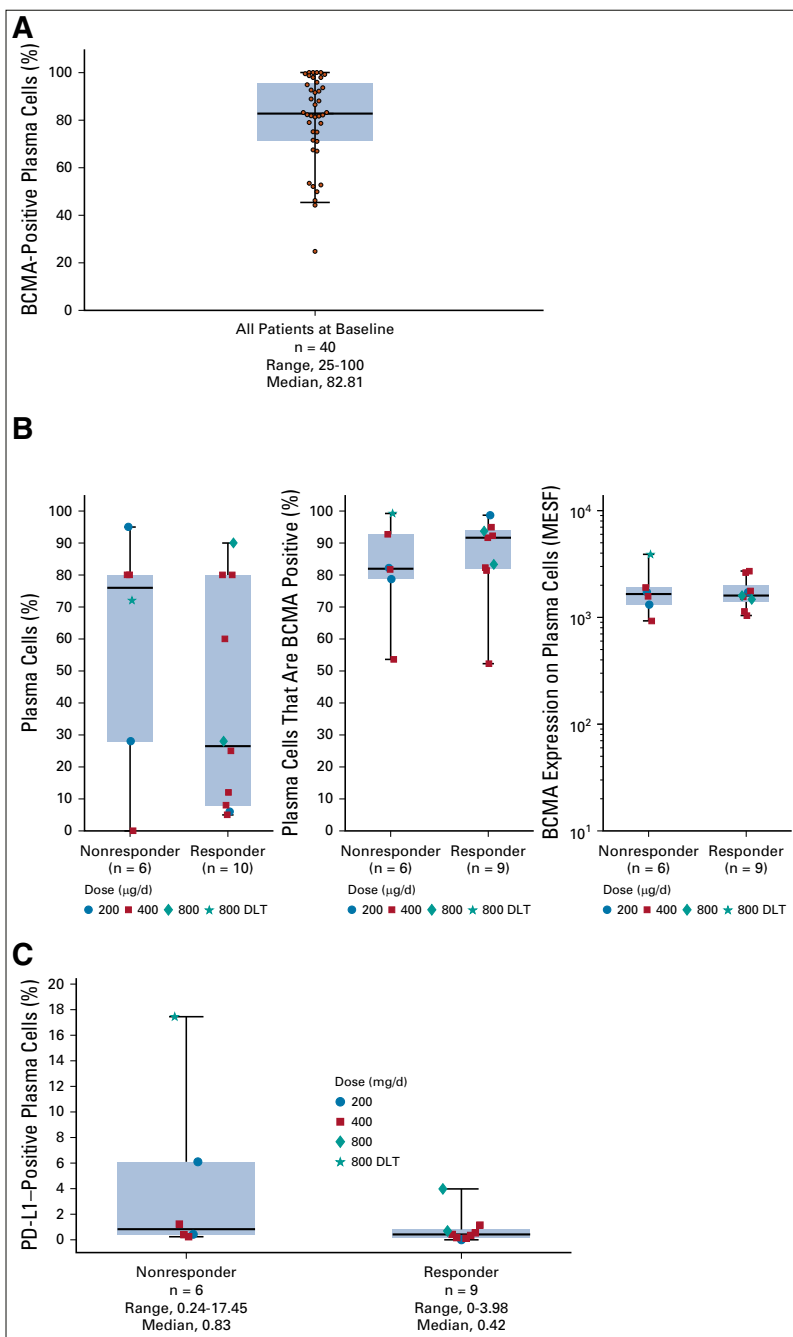 A
BCMA-Positive Plasma Cells (%)
100
80
60
40
20
0
All Patients at Baseline
n = 40
Range, 25-100
Median, 82.81
B
Plasma Cells (%)
100
90
80
70
60
50
40
30
20
10
0
Nonresponder
(n = 6)
Responder
(n = 10)
Dose (μg/d)
200 400 800 800 DLT
Plasma Cells That Are BCMA Positive (%)
100
90
80
70
60
50
40
30
20
10
0
Nonresponder
(n = 6)
Responder
(n = 9)
Dose (μg/d)
200 400 800 800 DLT
BCMA Expression on Plasma Cells (MESF)
10⁴
10³
10²
10¹
Nonresponder
(n = 6)
Responder
(n = 9)
Dose (μg/d)
200 400 800 800 DLT
C
PD-L1–Positive Plasma Cells (%)
20
18
16
14
12
10
8
6
4
2
0
Dose (mg/d)
200
400
800
800 DLT
Nonresponder
n = 6
Range, 0.24-17.45
Median, 0.83
Responder
n = 9
Range, 0-3.98
Median, 0.42